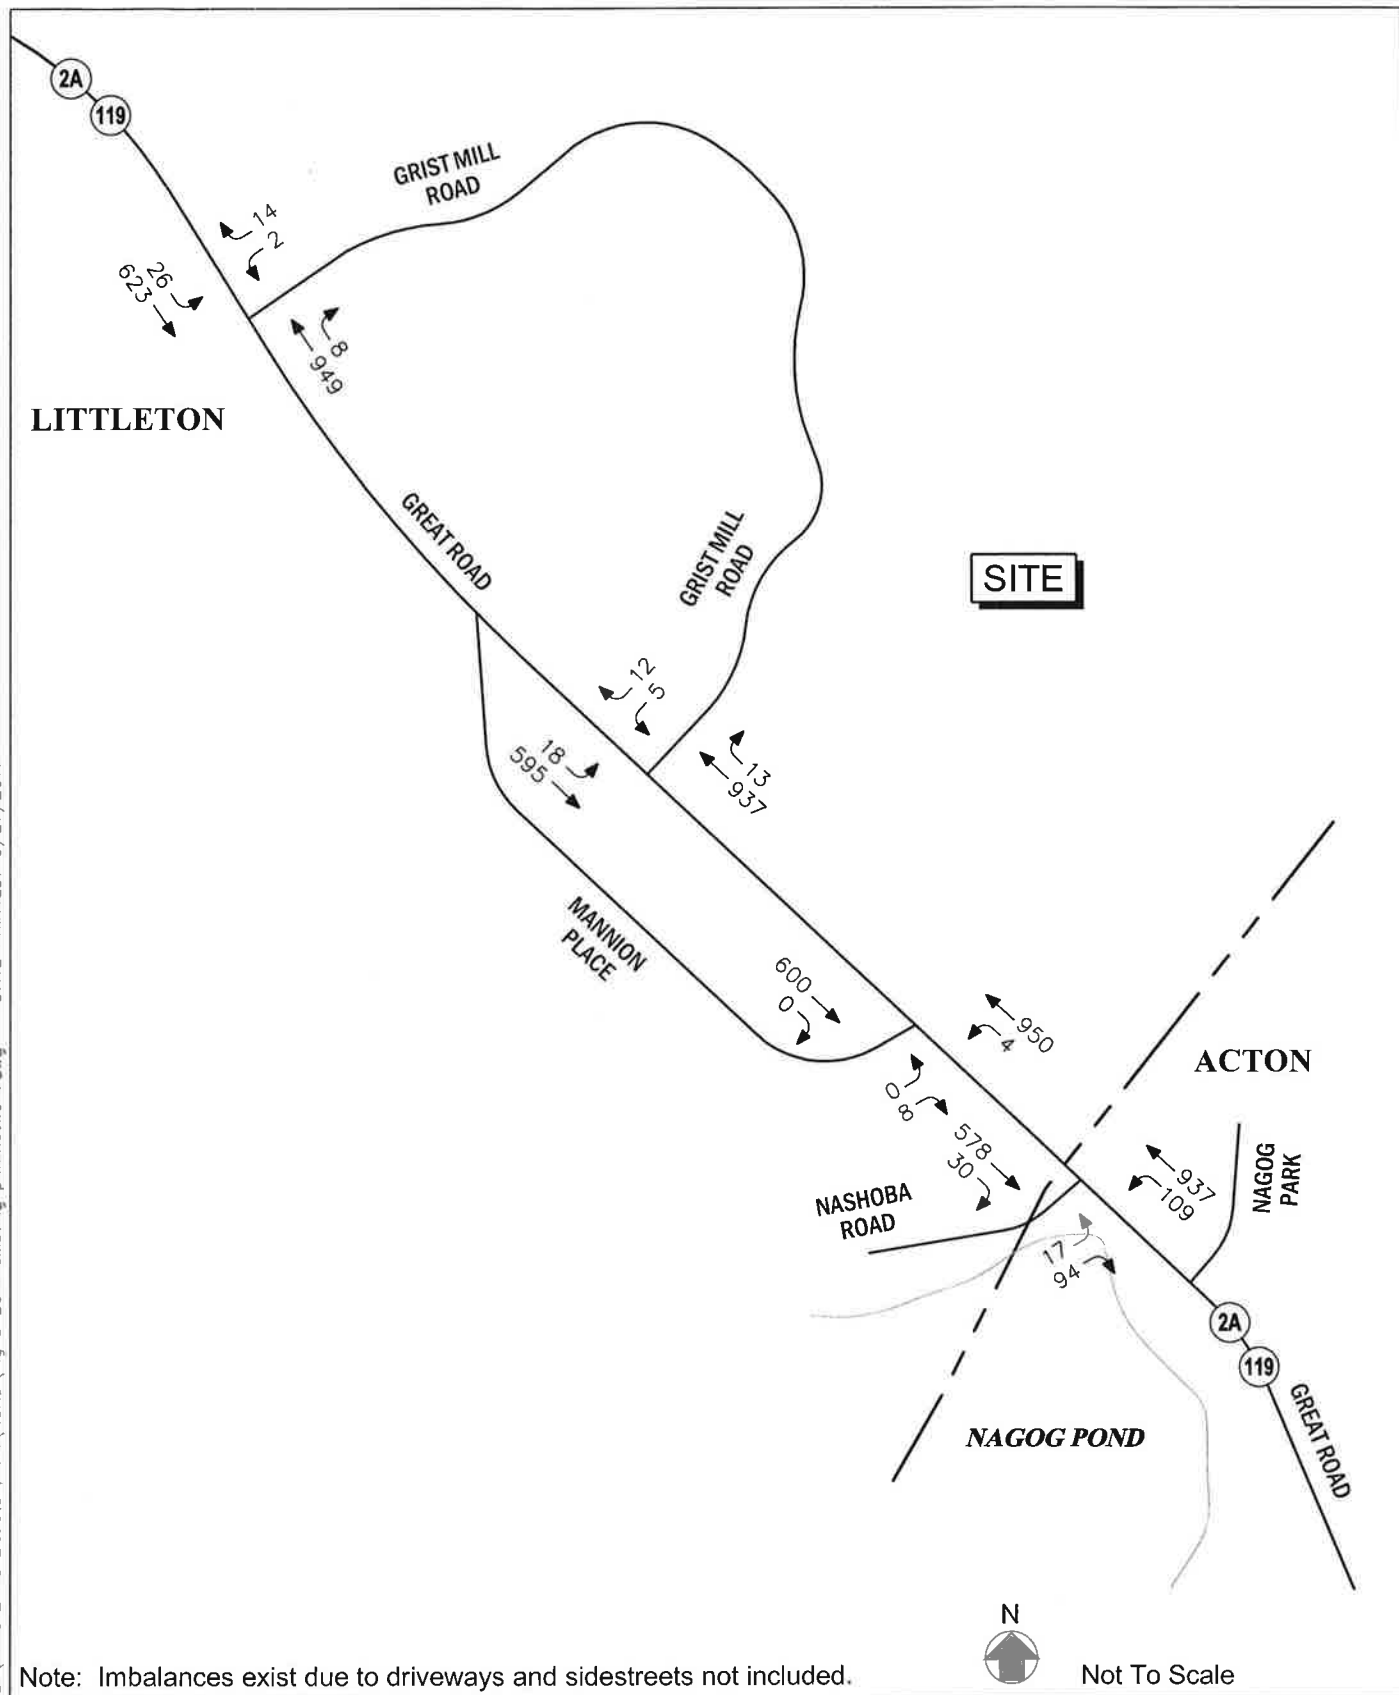 2A
119
GRIST MILL
ROAD
14
2
26
623
8
949
LITTLETON
GREAT ROAD
GRIST MILL
ROAD
SITE
12
5
18
595
13
937
MANNION
PLACE
600
0
950
4
ACTON
0
8
578
30
937
109
NAGOG
PARK
NASHOBA
ROAD
17
94
2A
119
GREAT ROAD
NAGOG POND
N
Note: Imbalances exist due to driveways and sidestreets not included.
Not To Scale